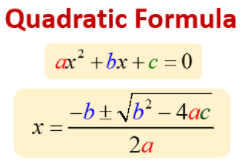 Quadratic Formula
ax² + bx + c = 0
x = (-b ± √(b² - 4ac)) / 2a